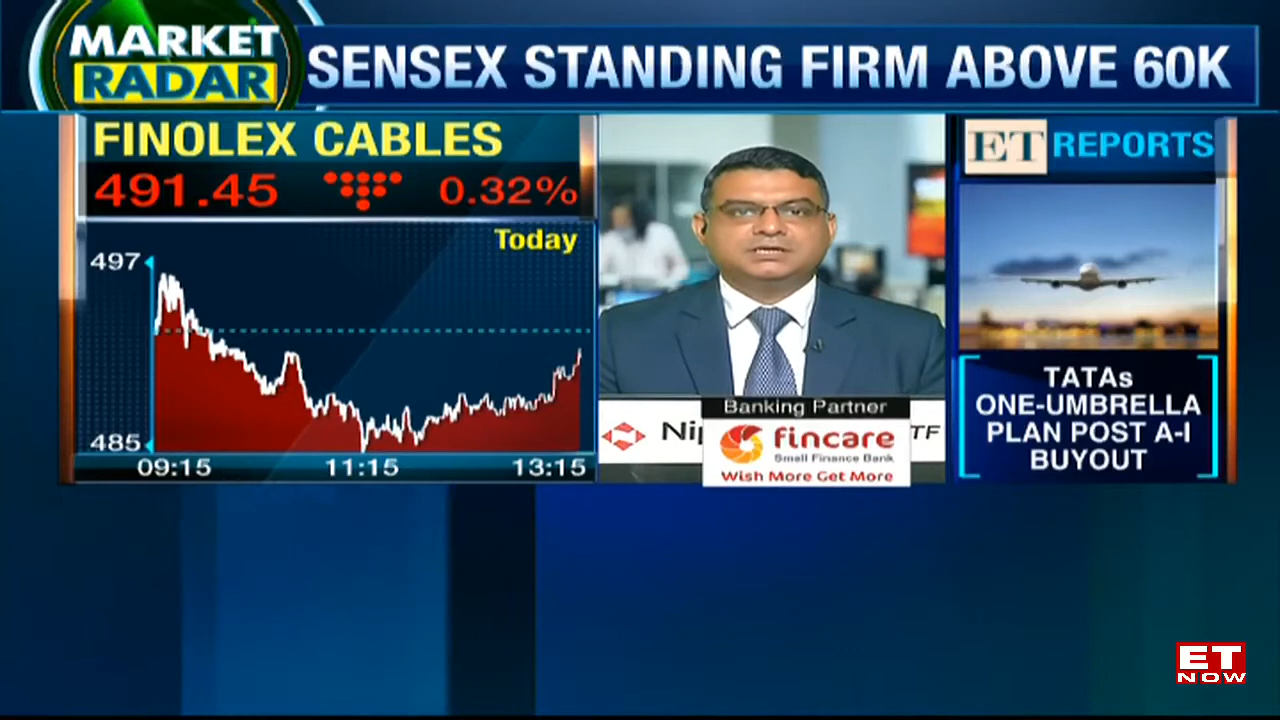 MARKET
RADAR
SENSEX STANDING FIRM ABOVE 60K
FINOLEX CABLES
491.45 0.32%
Today
497
485
09:15 11:15 13:15
Banking Partner
Nip
TF
fincare
Small Finance Bank
Wish More Get More
ET REPORTS
TATAs
ONE-UMBRELLA
PLAN POST A-I
BUYOUT
ET
NOW